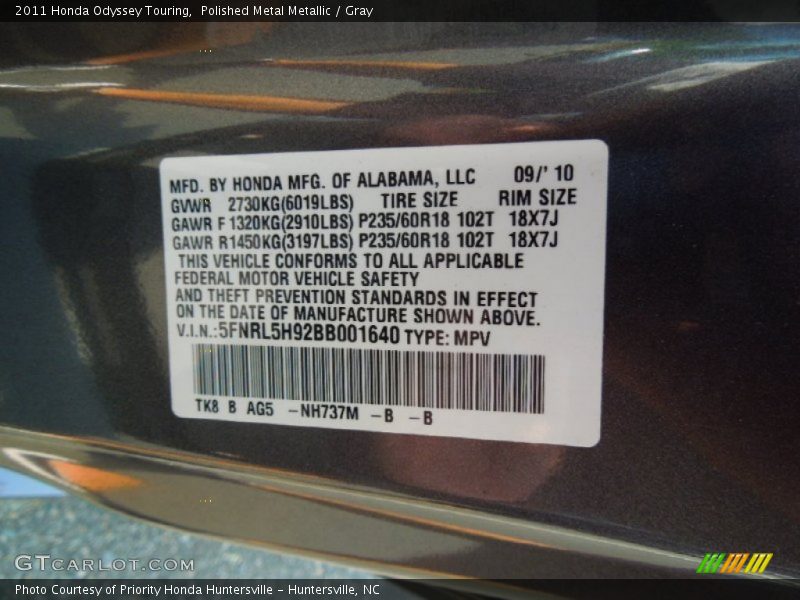 2011 Honda Odyssey Touring,  Polished Metal Metallic / Gray
MFD. BY HONDA MFG. OF ALABAMA, LLC 09/' 10
GVWR 2730KG(6019LBS) TIRE SIZE RIM SIZE
GAWR F 1320KG(2910LBS) P235/60R18 102T 18X7J
GAWR R1450KG(3197LBS) P235/60R18 102T 18X7J
THIS VEHICLE CONFORMS TO ALL APPLICABLE
FEDERAL MOTOR VEHICLE SAFETY
AND THEFT PREVENTION STANDARDS IN EFFECT
ON THE DATE OF MANUFACTURE SHOWN ABOVE.
V.I.N.:5FNRL5H92BB001640 TYPE: MPV
TK8 B AG5 -NH737M -B -B
GTCARLOT.COM
Photo Courtesy of Priority Honda Huntersville - Huntersville, NC